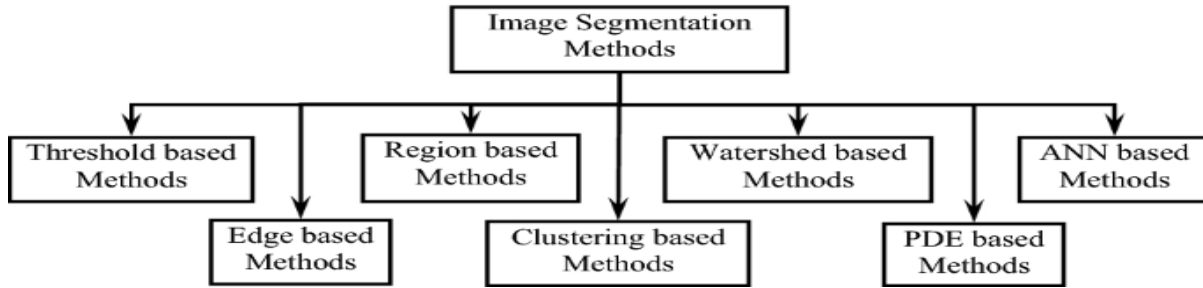 Image Segmentation
Methods
Threshold based
Methods
Region based
Methods
Watershed based
Methods
ANN based
Methods
Edge based
Methods
Clustering based
Methods
PDE based
Methods